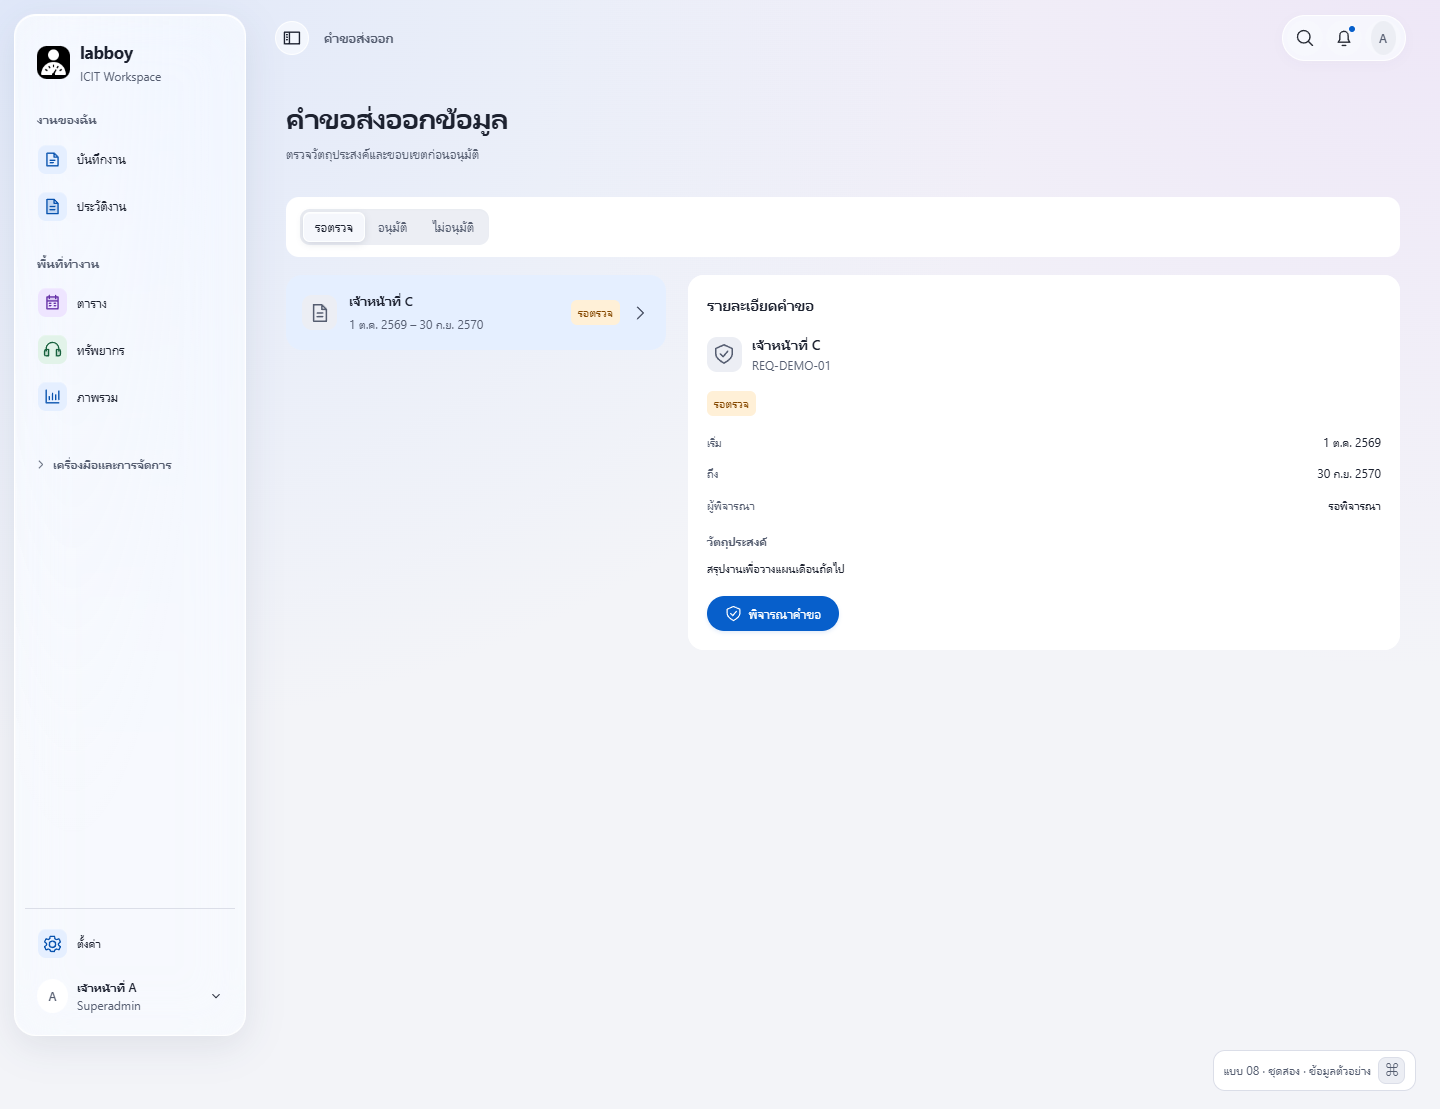 labboy
ICIT Workspace
งานของฉัน
บันทึกงาน
ประวัติงาน
พื้นที่ทำงาน
ตาราง
ทรัพยากร
ภาพรวม
เครื่องมือและการจัดการ
ตั้งค่า
A
เจ้าหน้าที่ A
Superadmin
คำขอส่งออก
A
คำขอส่งออกข้อมูล
ตรวจวัตถุประสงค์และขอบเขตก่อนอนุมัติ
รอตรวจ อนุมัติ ไม่อนุมัติ
เจ้าหน้าที่ C
1 ต.ค. 2569 – 30 ก.ย. 2570
รอตรวจ
รายละเอียดคำขอ
เจ้าหน้าที่ C
REQ-DEMO-01
รอตรวจ
เริ่ม 1 ต.ค. 2569
ถึง 30 ก.ย. 2570
ผู้พิจารณา รอพิจารณา
วัตถุประสงค์
สรุปงานเพื่อวางแผนเดือนถัดไป
พิจารณาคำขอ
แบบ 08 · ชุดสอง · ข้อมูลตัวอย่าง ⌘